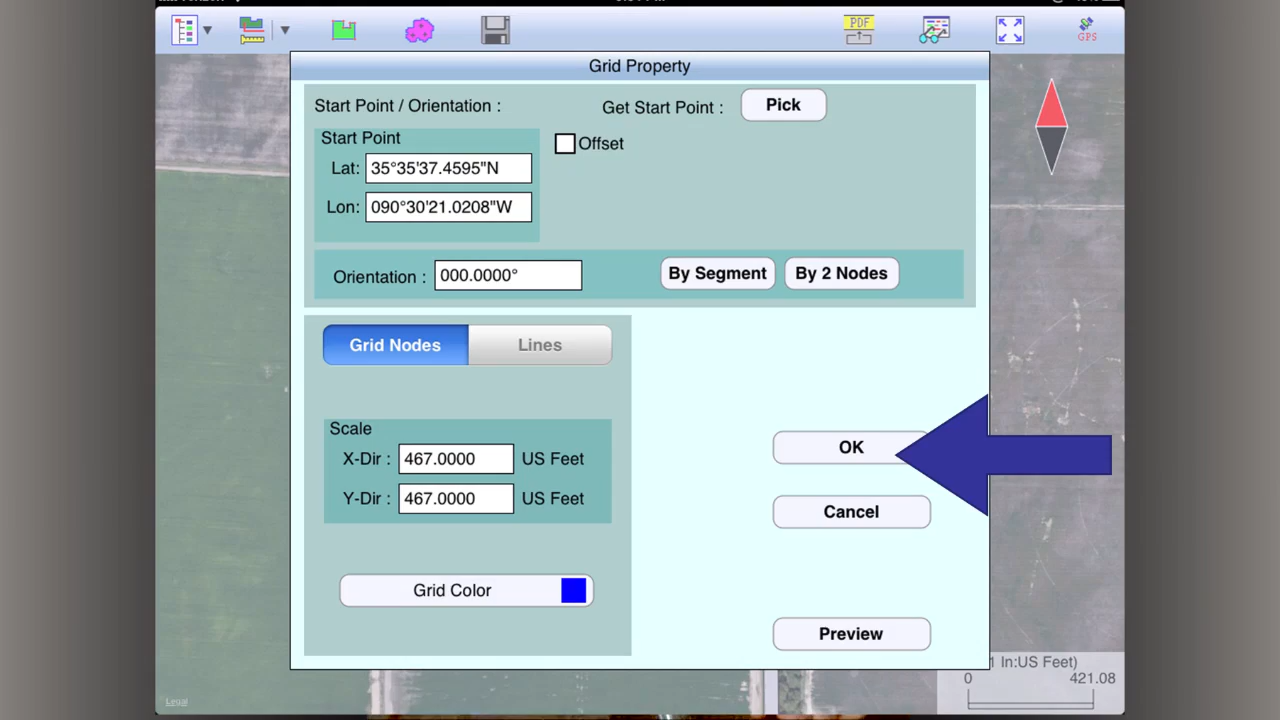 PDF
GPS
Grid Property
Start Point / Orientation :
Get Start Point :
Pick
Start Point
Offset
Lat:
35°35'37.4595"N
Lon:
090°30'21.0208"W
Orientation :
000.0000°
By Segment
By 2 Nodes
Grid Nodes
Lines
Scale
X-Dir :
467.0000
US Feet
Y-Dir :
467.0000
US Feet
OK
Cancel
Grid Color
Preview
In:US Feet)
0
421.08
Legal